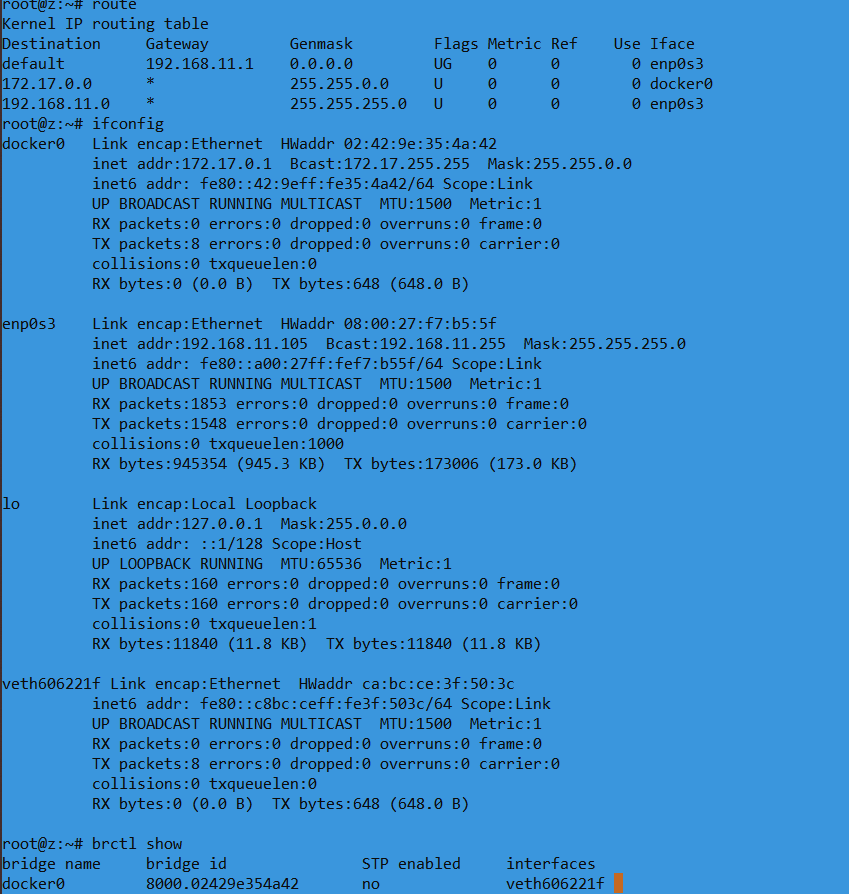 root@z:~# route
Kernel IP routing table
Destination     Gateway         Genmask         Flags Metric Ref    Use Iface
default         192.168.11.1    0.0.0.0         UG    0      0        0 enp0s3
172.17.0.0      *               255.255.0.0     U     0      0        0 docker0
192.168.11.0    *               255.255.255.0   U     0      0        0 enp0s3
root@z:~# ifconfig
docker0   Link encap:Ethernet  HWaddr 02:42:9e:35:4a:42
          inet addr:172.17.0.1  Bcast:172.17.255.255  Mask:255.255.0.0
          inet6 addr: fe80::42:9eff:fe35:4a42/64 Scope:Link
          UP BROADCAST RUNNING MULTICAST  MTU:1500  Metric:1
          RX packets:0 errors:0 dropped:0 overruns:0 frame:0
          TX packets:8 errors:0 dropped:0 overruns:0 carrier:0
          collisions:0 txqueuelen:0
          RX bytes:0 (0.0 B)  TX bytes:648 (648.0 B)

enp0s3    Link encap:Ethernet  HWaddr 08:00:27:f7:b5:5f
          inet addr:192.168.11.105  Bcast:192.168.11.255  Mask:255.255.255.0
          inet6 addr: fe80::a00:27ff:fef7:b55f/64 Scope:Link
          UP BROADCAST RUNNING MULTICAST  MTU:1500  Metric:1
          RX packets:1853 errors:0 dropped:0 overruns:0 frame:0
          TX packets:1548 errors:0 dropped:0 overruns:0 carrier:0
          collisions:0 txqueuelen:1000
          RX bytes:945354 (945.3 KB)  TX bytes:173006 (173.0 KB)

lo        Link encap:Local Loopback
          inet addr:127.0.0.1  Mask:255.0.0.0
          inet6 addr: ::1/128 Scope:Host
          UP LOOPBACK RUNNING  MTU:65536  Metric:1
          RX packets:160 errors:0 dropped:0 overruns:0 frame:0
          TX packets:160 errors:0 dropped:0 overruns:0 carrier:0
          collisions:0 txqueuelen:1
          RX bytes:11840 (11.8 KB)  TX bytes:11840 (11.8 KB)

veth606221f Link encap:Ethernet  HWaddr ca:bc:ce:3f:50:3c
          inet6 addr: fe80::c8bc:ceff:fe3f:503c/64 Scope:Link
          UP BROADCAST RUNNING MULTICAST  MTU:1500  Metric:1
          RX packets:0 errors:0 dropped:0 overruns:0 frame:0
          TX packets:8 errors:0 dropped:0 overruns:0 carrier:0
          collisions:0 txqueuelen:0
          RX bytes:0 (0.0 B)  TX bytes:648 (648.0 B)

root@z:~# brctl show
bridge name     bridge id               STP enabled     interfaces
docker0         8000.02429e354a42       no              veth606221f